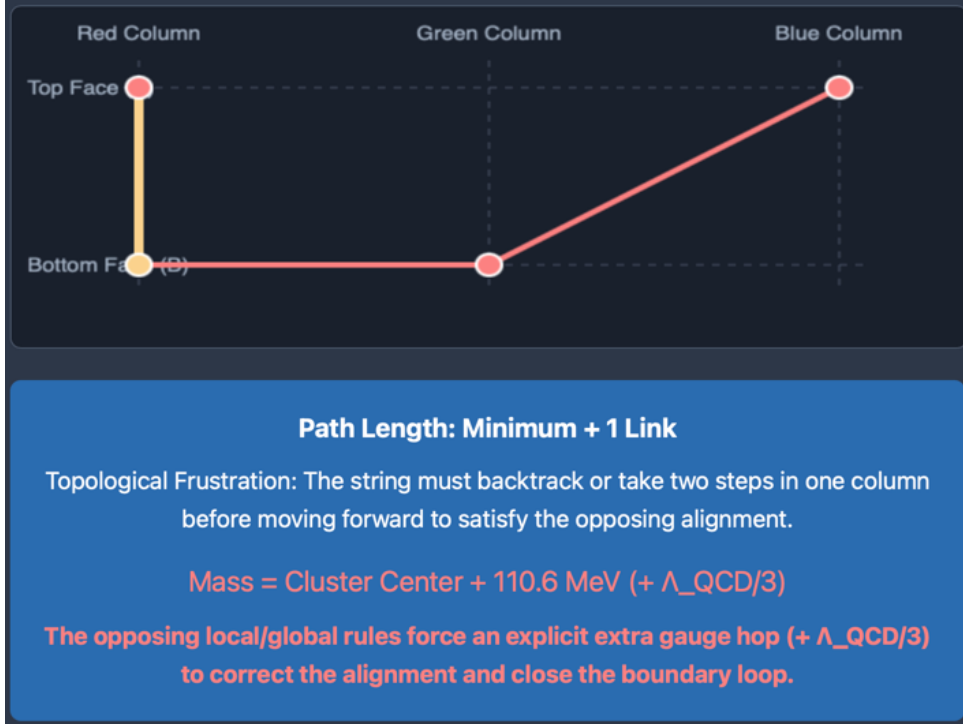 Red Column Green Column Blue Column
Top Face
Bottom Fa (B)
Path Length: Minimum + 1 Link
Topological Frustration: The string must backtrack or take two steps in one column
before moving forward to satisfy the opposing alignment.
Mass = Cluster Center + 110.6 MeV (+ Λ_QCD/3)
The opposing local/global rules force an explicit extra gauge hop (+ Λ_QCD/3)
to correct the alignment and close the boundary loop.